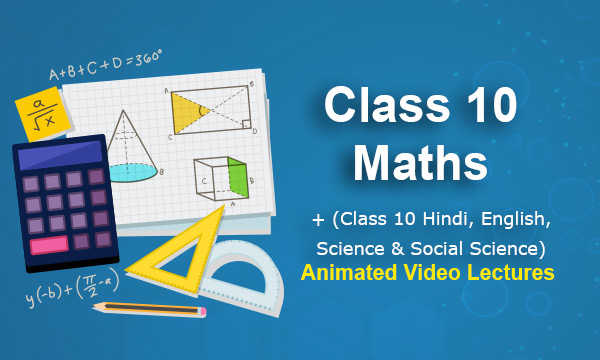 A+B+C+D=360°
a
√x
A
B
C
D
C
B
B
C
B
A
y(-b)+(π/2-a)
Class 10
Maths
+ (Class 10 Hindi, English,
Science & Social Science)
Animated Video Lectures